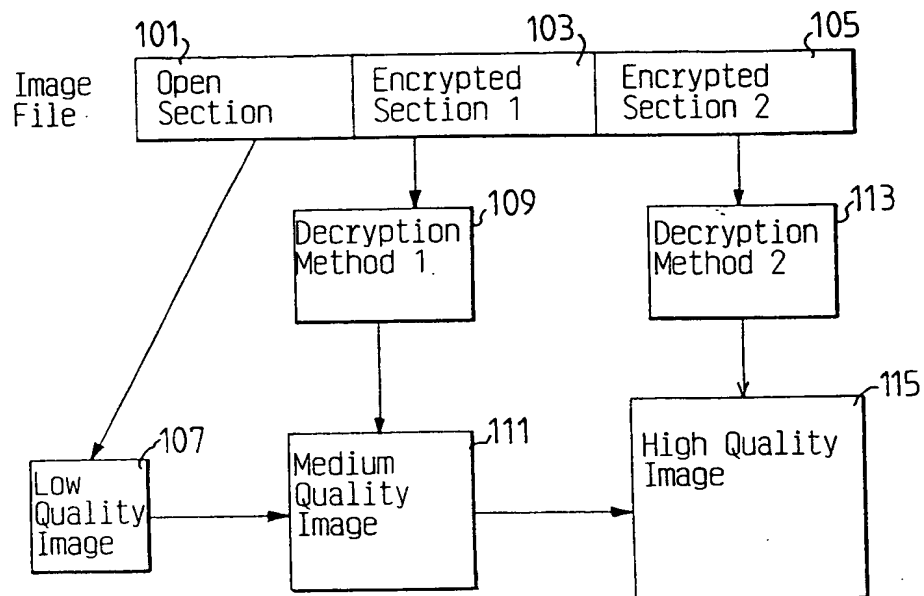 101
103
105
Image
File
Open
Section
Encrypted
Section 1
Encrypted
Section 2
109
Decryption
Method 1.
113
Decryption
Method 2
107
Low
Quality
Image
111
Medium
Quality
Image
115
High Quality
Image